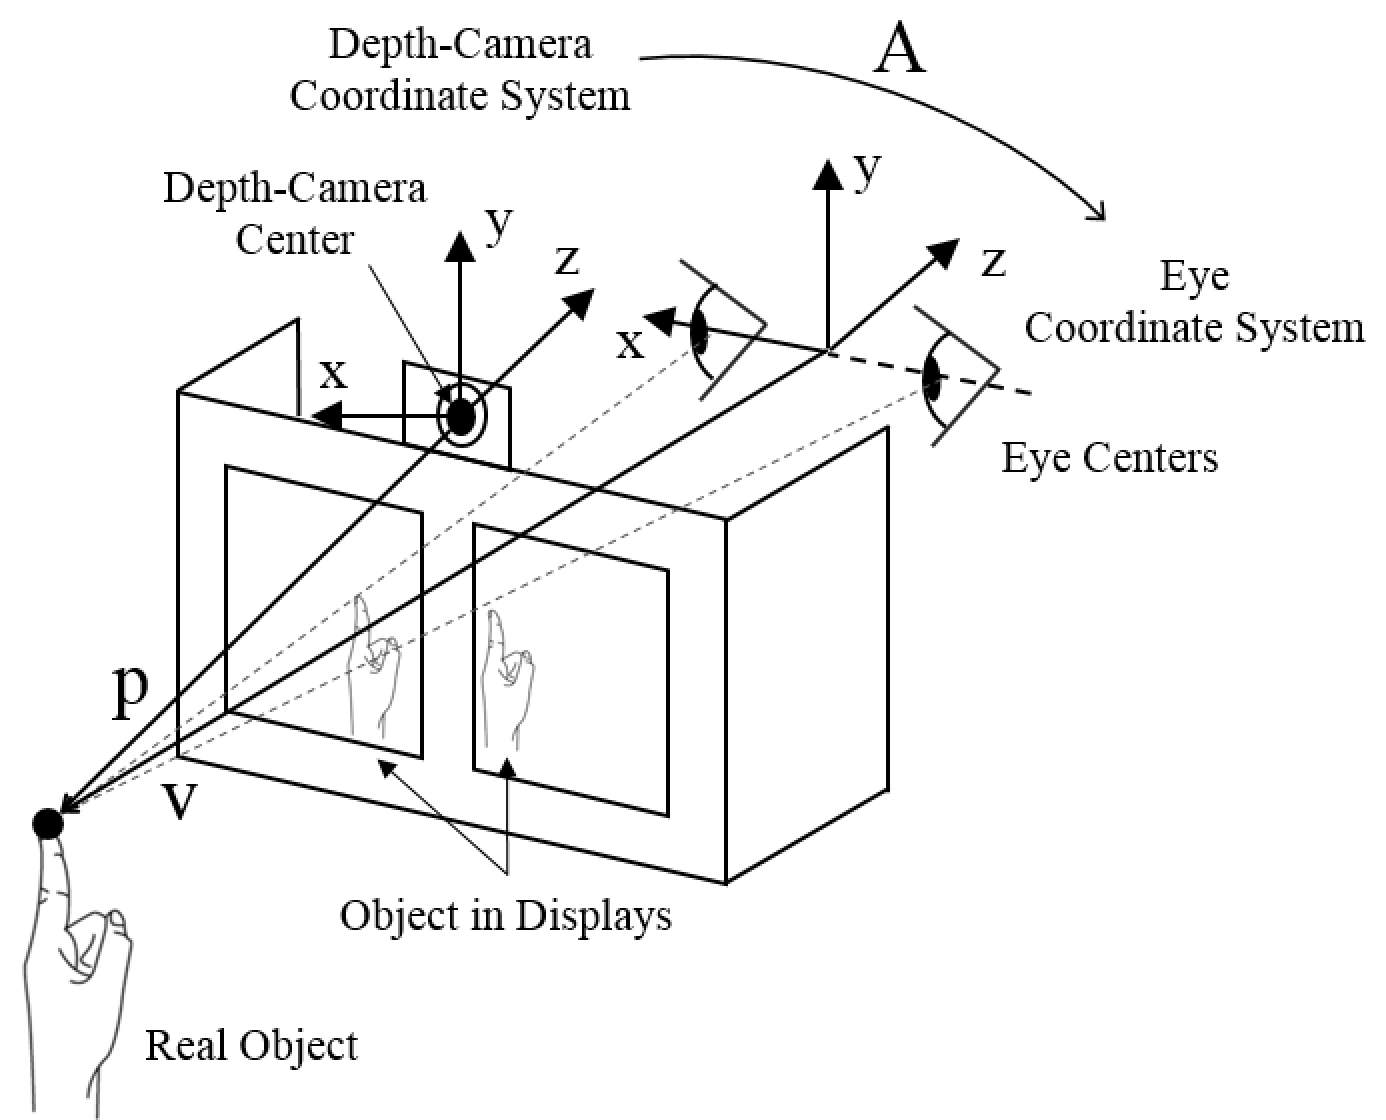 Depth-Camera
Coordinate System
A
Depth-Camera
Center
y
z
x
y
z
x
Eye
Coordinate System
Eye Centers
p
v
Object in Displays
Real Object